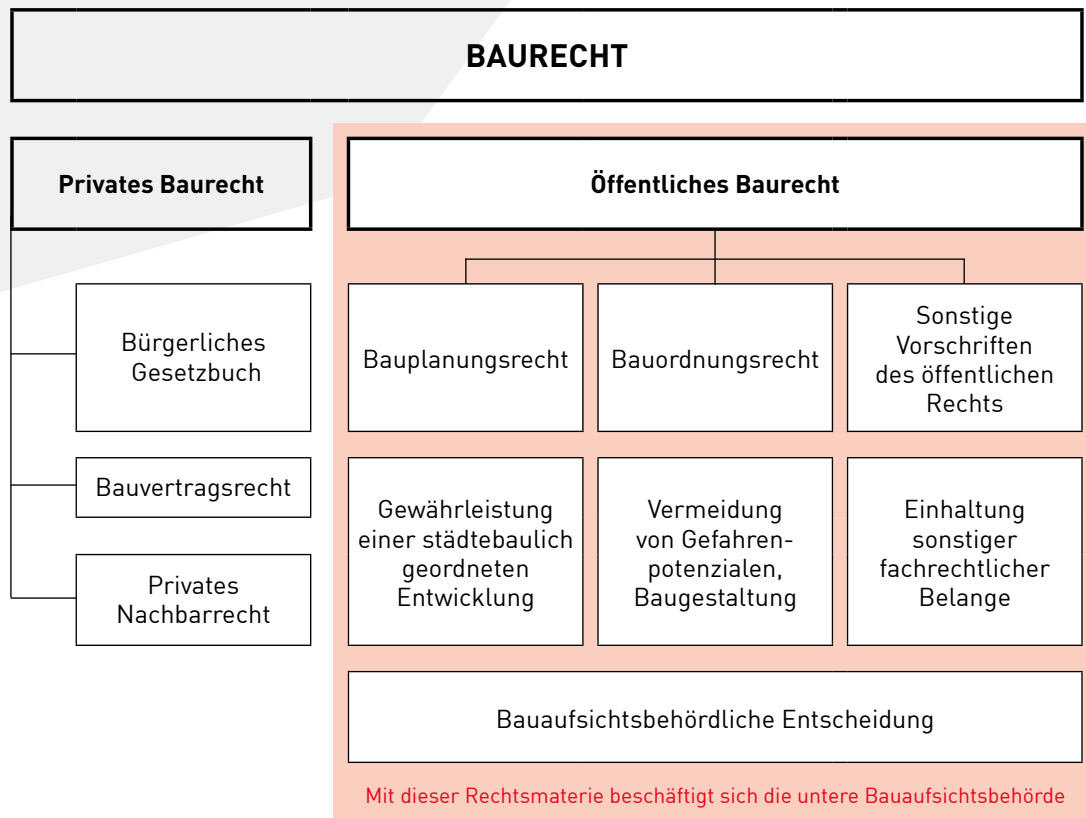 BAURECHT
Privates Baurecht
Öffentliches Baurecht
Bürgerliches
Gesetzbuch
Bauvertragsrecht
Privates
Nachbarrecht
Bauplanungsrecht
Bauordnungsrecht
Sonstige
Vorschriften
des öffentlichen
Rechts
Gewährleistung
einer städtebaulich
geordneten
Entwicklung
Vermeidung
von Gefahren-
potenzialen,
Baugestaltung
Einhaltung
sonstiger
fachrechtlicher
Belange
Bauaufsichtsbehördliche Entscheidung
Mit dieser Rechtsmaterie beschäftigt sich die untere Bauaufsichtsbehörde